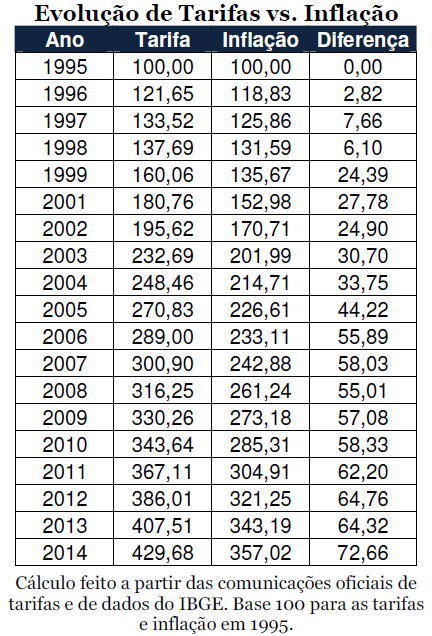 Evolução de Tarifas vs. Inflação
Ano Tarifa Inflação Diferença
1995 100,00 100,00 0,00
1996 121,65 118,83 2,82
1997 133,52 125,86 7,66
1998 137,69 131,59 6,10
1999 160,06 135,67 24,39
2001 180,76 152,98 27,78
2002 195,62 170,71 24,90
2003 232,69 201,99 30,70
2004 248,46 214,71 33,75
2005 270,83 226,61 44,22
2006 289,00 233,11 55,89
2007 300,90 242,88 58,03
2008 316,25 261,24 55,01
2009 330,26 273,18 57,08
2010 343,64 285,31 58,33
2011 367,11 304,91 62,20
2012 386,01 321,25 64,76
2013 407,51 343,19 64,32
2014 429,68 357,02 72,66
Cálculo feito a partir das comunicações oficiais de
tarifas e de dados do IBGE. Base 100 para as tarifas
e inflação em 1995.